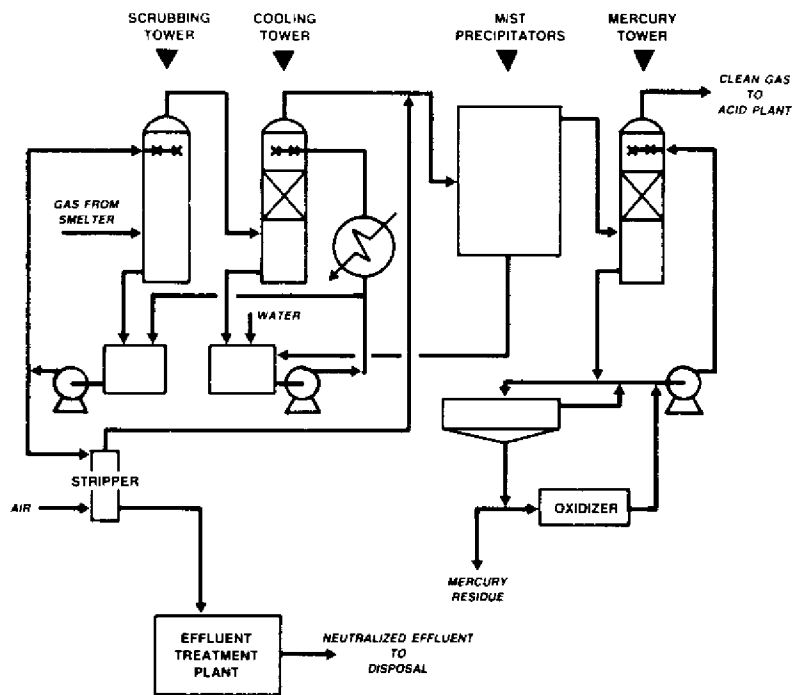 SCRUBBING
TOWER
COOLING
TOWER
MIST
PRECIPITATORS
MERCURY
TOWER
CLEAN GAS
TO
ACID PLANT
GAS FROM
SMELTER
WATER
STRIPPER
AIR
OXIDIZER
MERCURY
RESIDUE
EFFLUENT
TREATMENT
PLANT
NEUTRALIZED EFFLUENT
TO
DISPOSAL